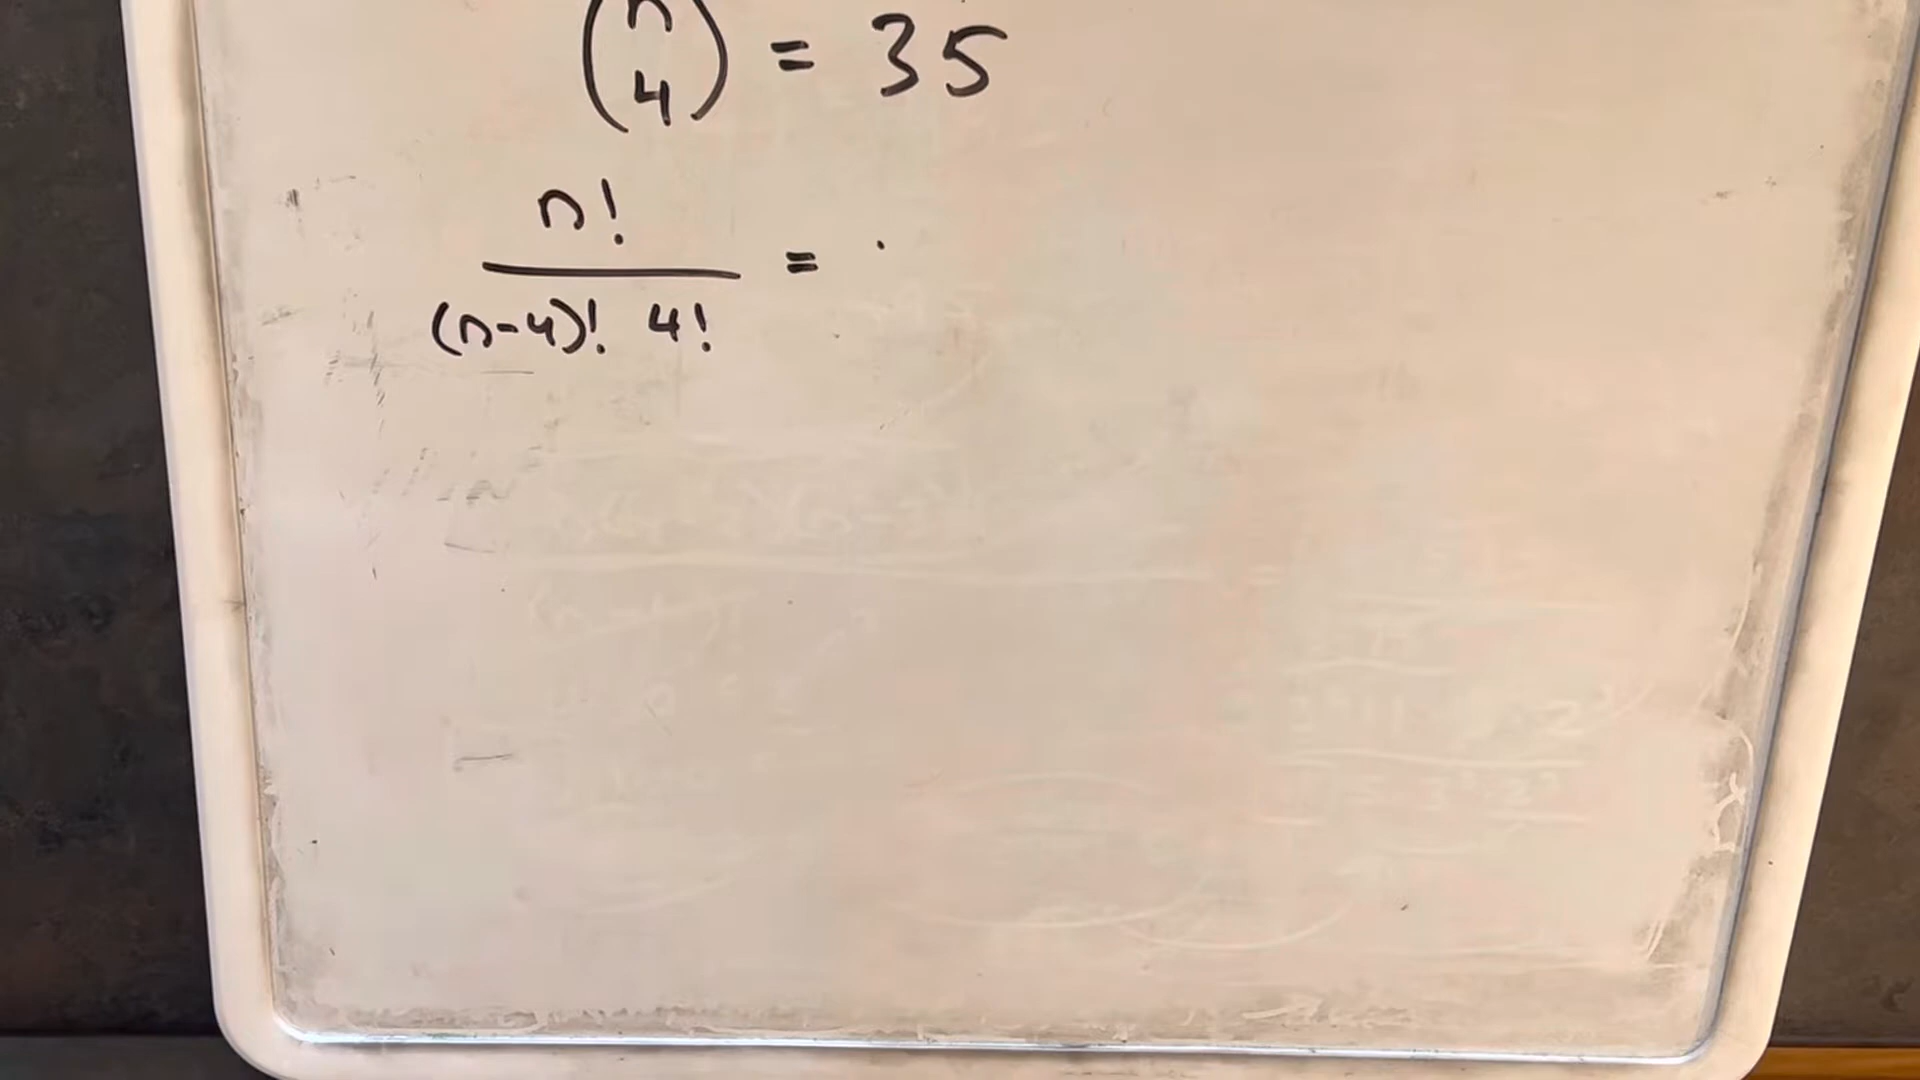 (n 4) = 35
n! / (n-4)! 4! =